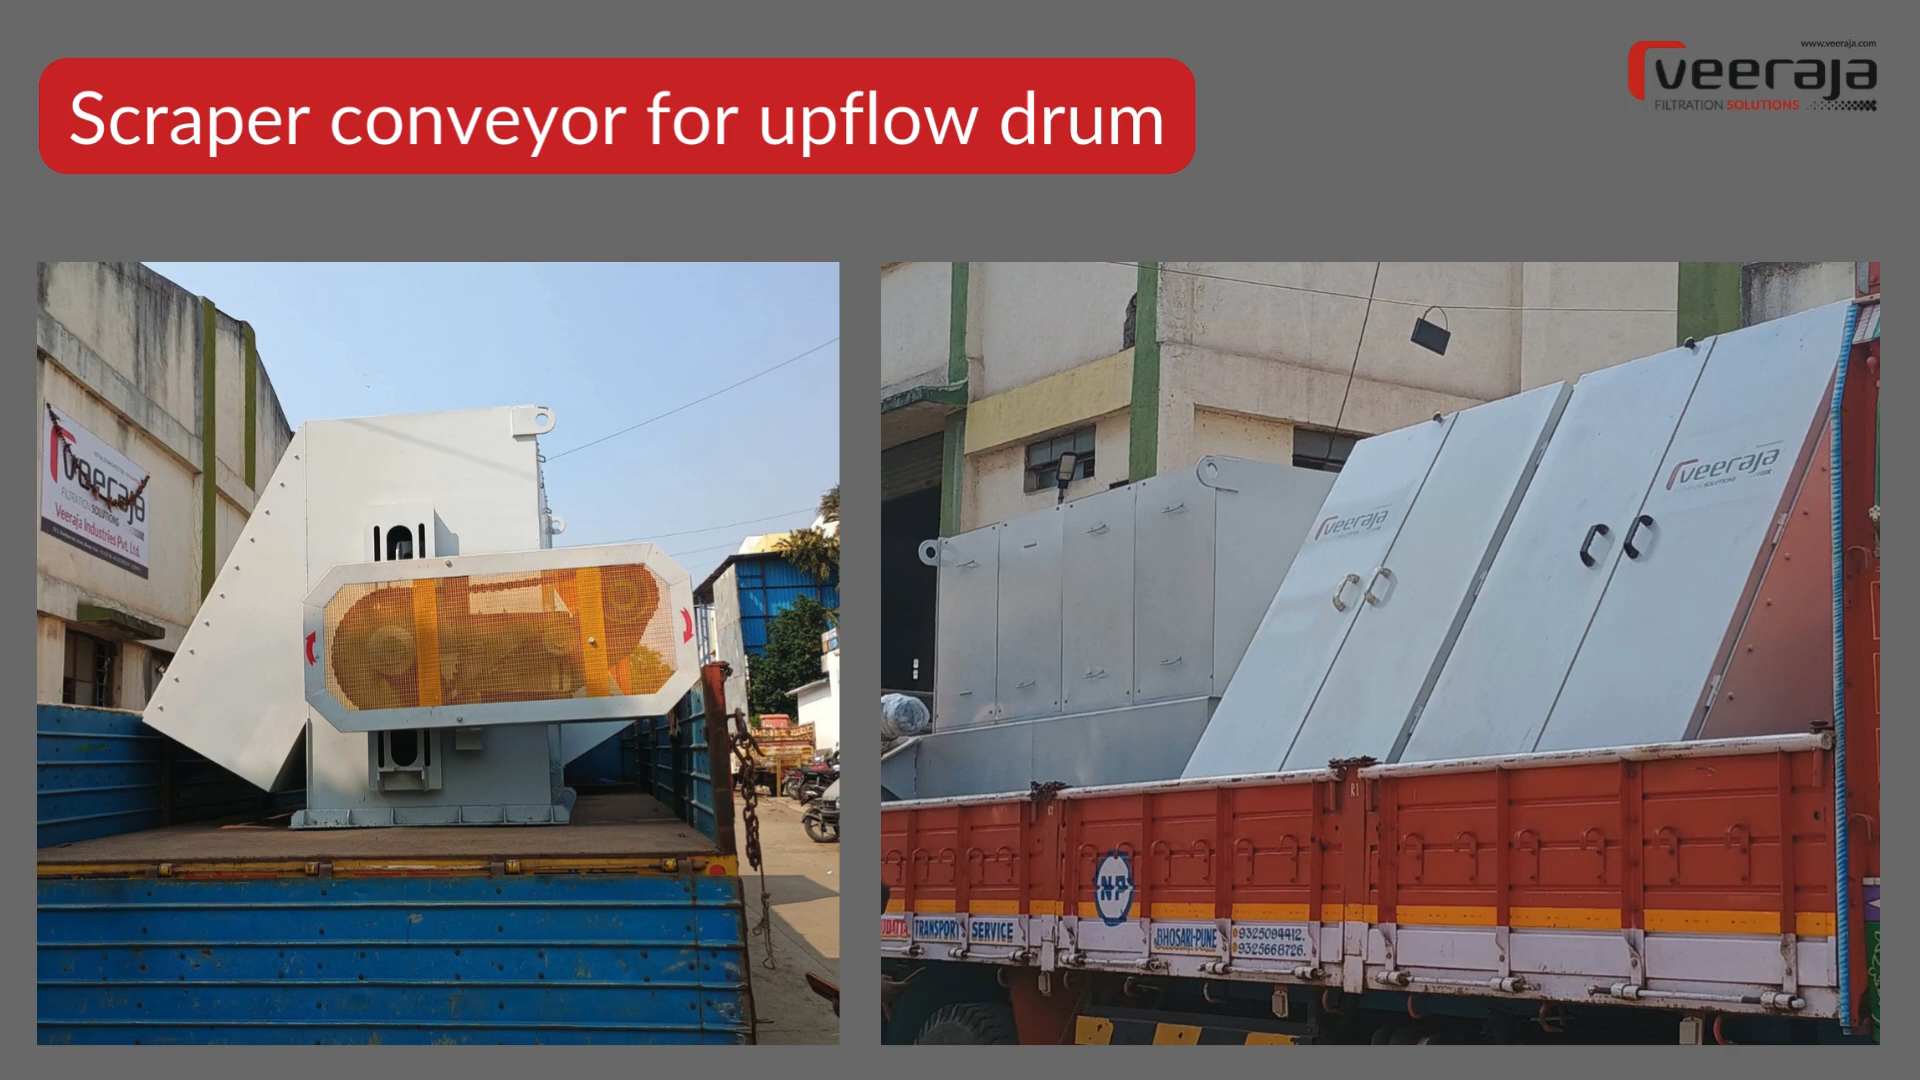 www.veeraja.com
Scraper conveyor for upflow drum
veeraja
FILTRATION SOLUTIONS
veeraja
FILTRATION SOLUTIONS
Veeraja Industries Pvt. Ltd.
veeraja
veeraja
SOLUTIONS
NP
TRANSPORT SERVICE
BHOSARI-PUNE
9325094412.
9325668726.